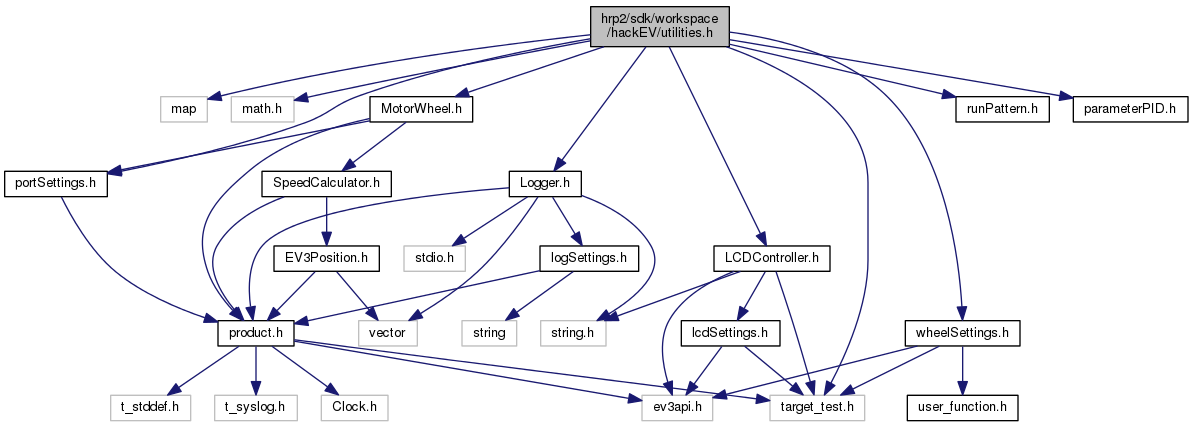 hrp2/sdk/workspace
/hackEV/utilities.h
map
math.h
MotorWheel.h
runPattern.h
parameterPID.h
portSettings.h
SpeedCalculator.h
Logger.h
EV3Position.h
stdio.h
logSettings.h
LCDController.h
product.h
vector
string
string.h
lcdSettings.h
wheelSettings.h
t_stddef.h
t_syslog.h
Clock.h
ev3api.h
target_test.h
user_function.h